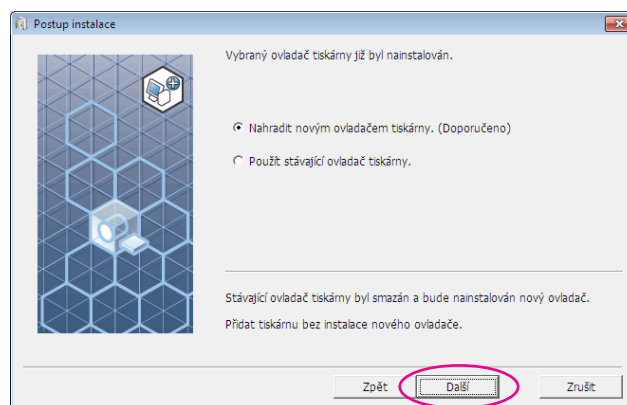 Postup instalace
Vybraný ovladač tiskárny již byl nainstalován.
Nahradit novým ovladačem tiskárny. (Doporučeno)
Použít stávající ovladač tiskárny.
Stávající ovladač tiskárny byl smazán a bude nainstalován nový ovladač.
Přidat tiskárnu bez instalace nového ovladače.
Zpět Další Zrušit